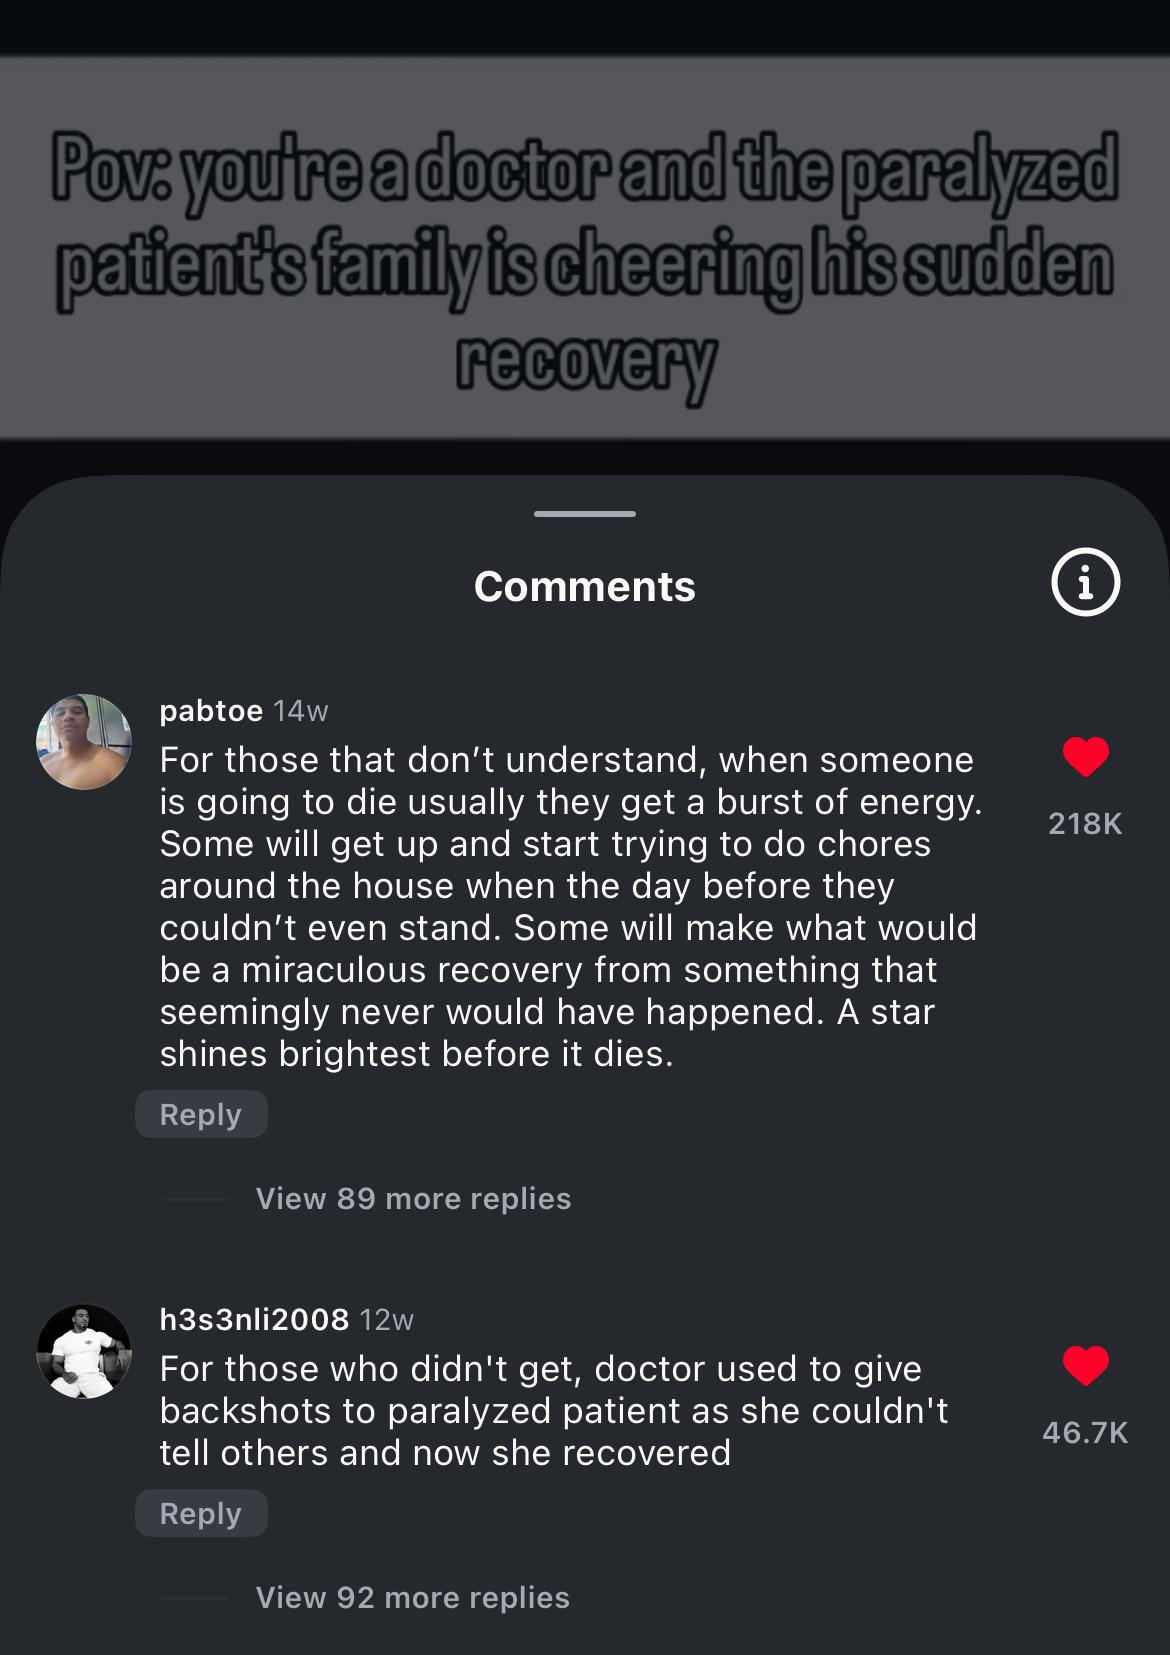 Pov: you're a doctor and the paralyzed
patient's family is cheering his sudden
recovery
Comments
pabtoe 14w
For those that don’t understand, when someone
is going to die usually they get a burst of energy.
Some will get up and start trying to do chores
around the house when the day before they
couldn’t even stand. Some will make what would
be a miraculous recovery from something that
seemingly never would have happened. A star
shines brightest before it dies.
218K
Reply
View 89 more replies
h3s3nli2008 12w
For those who didn't get, doctor used to give
backshots to paralyzed patient as she couldn't
tell others and now she recovered
46.7K
Reply
View 92 more replies